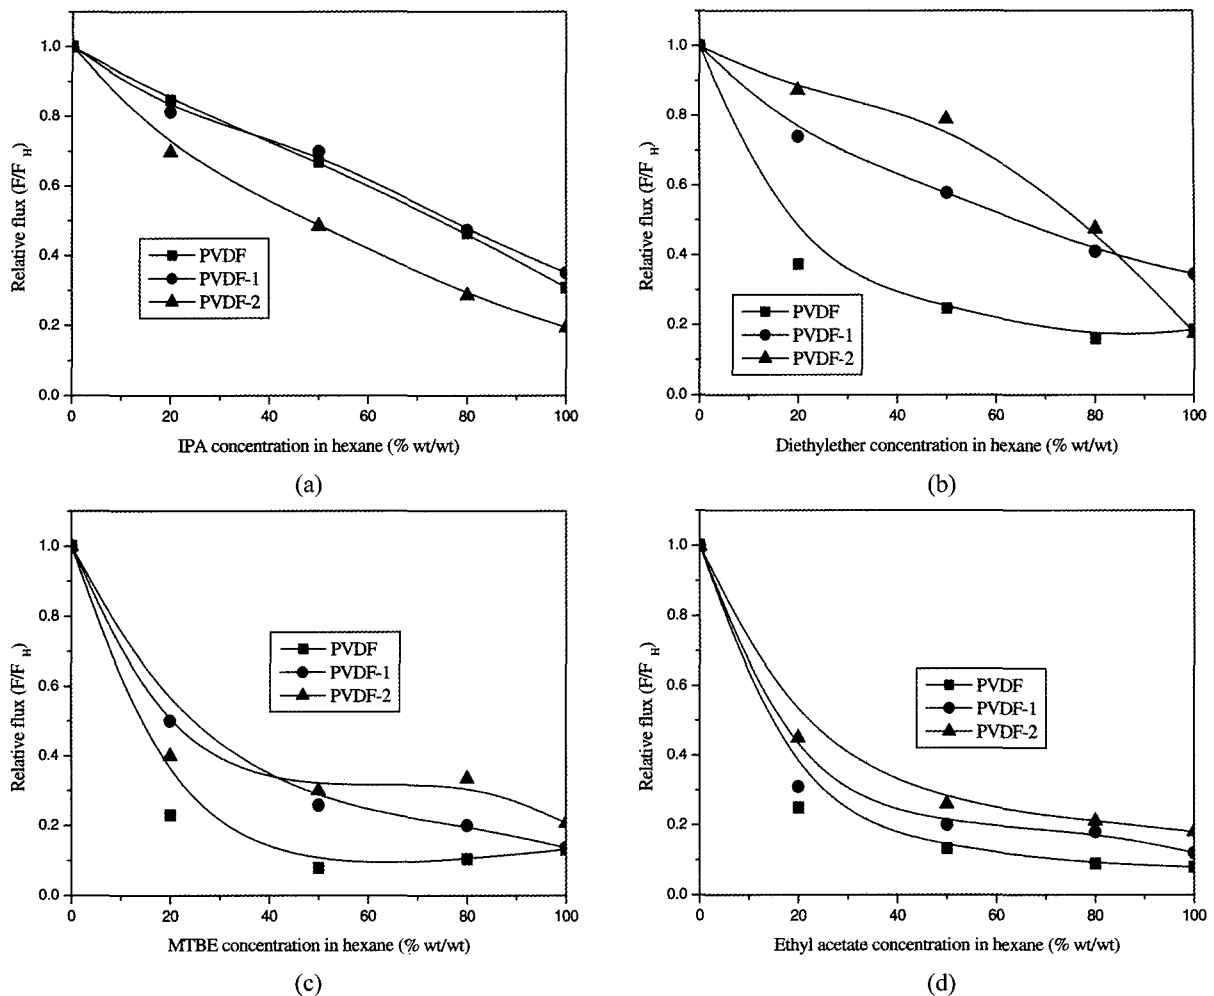 1.0
0.8
0.6
0.4
0.2
0.0
Relative flux (F/F H)
PVDF
PVDF-1
PVDF-2
0 20 40 60 80 100
IPA concentration in hexane (% wt/wt)
(a)
1.0
0.8
0.6
0.4
0.2
0.0
Relative flux (F/F H)
PVDF
PVDF-1
PVDF-2
0 20 40 60 80 100
Diethylether concentration in hexane (% wt/wt)
(b)
1.0
0.8
0.6
0.4
0.2
0.0
Relative flux (F/F H)
PVDF
PVDF-1
PVDF-2
0 20 40 60 80 100
MTBE concentration in hexane (% wt/wt)
(c)
1.0
0.8
0.6
0.4
0.2
0.0
Relative flux (F/F H)
PVDF
PVDF-1
PVDF-2
0 20 40 60 80 100
Ethyl acetate concentration in hexane (% wt/wt)
(d)